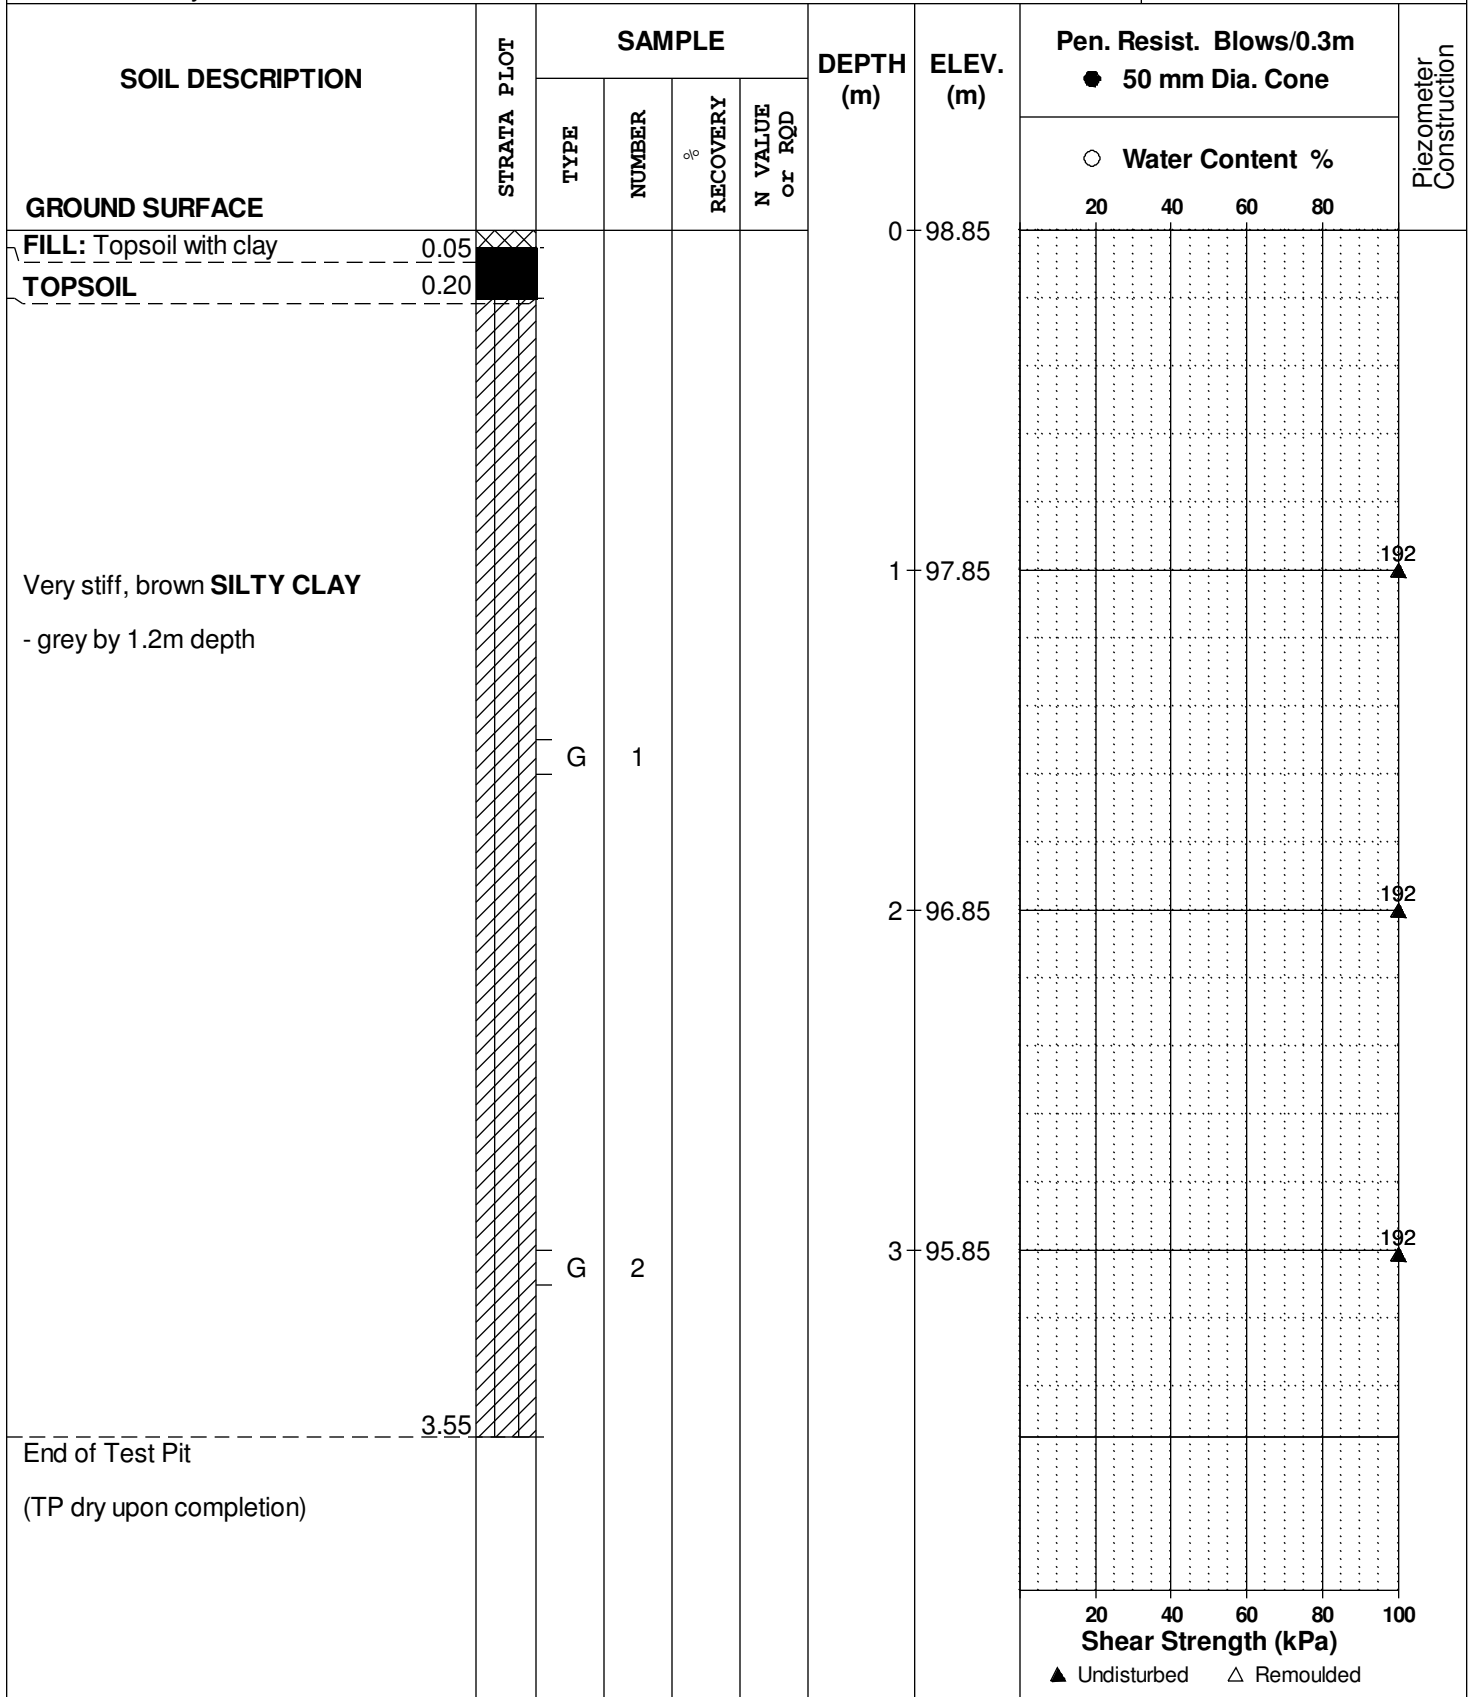 SOIL DESCRIPTION
GROUND SURFACE
STRATA PLOT
SAMPLE
TYPE
NUMBER
%
RECOVERY
N VALUE
or RQD
DEPTH
(m)
ELEV.
(m)
Pen. Resist. Blows/0.3m
● 50 mm Dia. Cone
○ Water Content %
20 40 60 80
Piezometer
Construction
FILL: Topsoil with clay 0.05
TOPSOIL 0.20
0 98.85
192
1 97.85
Very stiff, brown SILTY CLAY
- grey by 1.2m depth
G 1
192
2 96.85
192
3 95.85
G 2
3.55
End of Test Pit
(TP dry upon completion)
20 40 60 80 100
Shear Strength (kPa)
▲ Undisturbed △ Remoulded